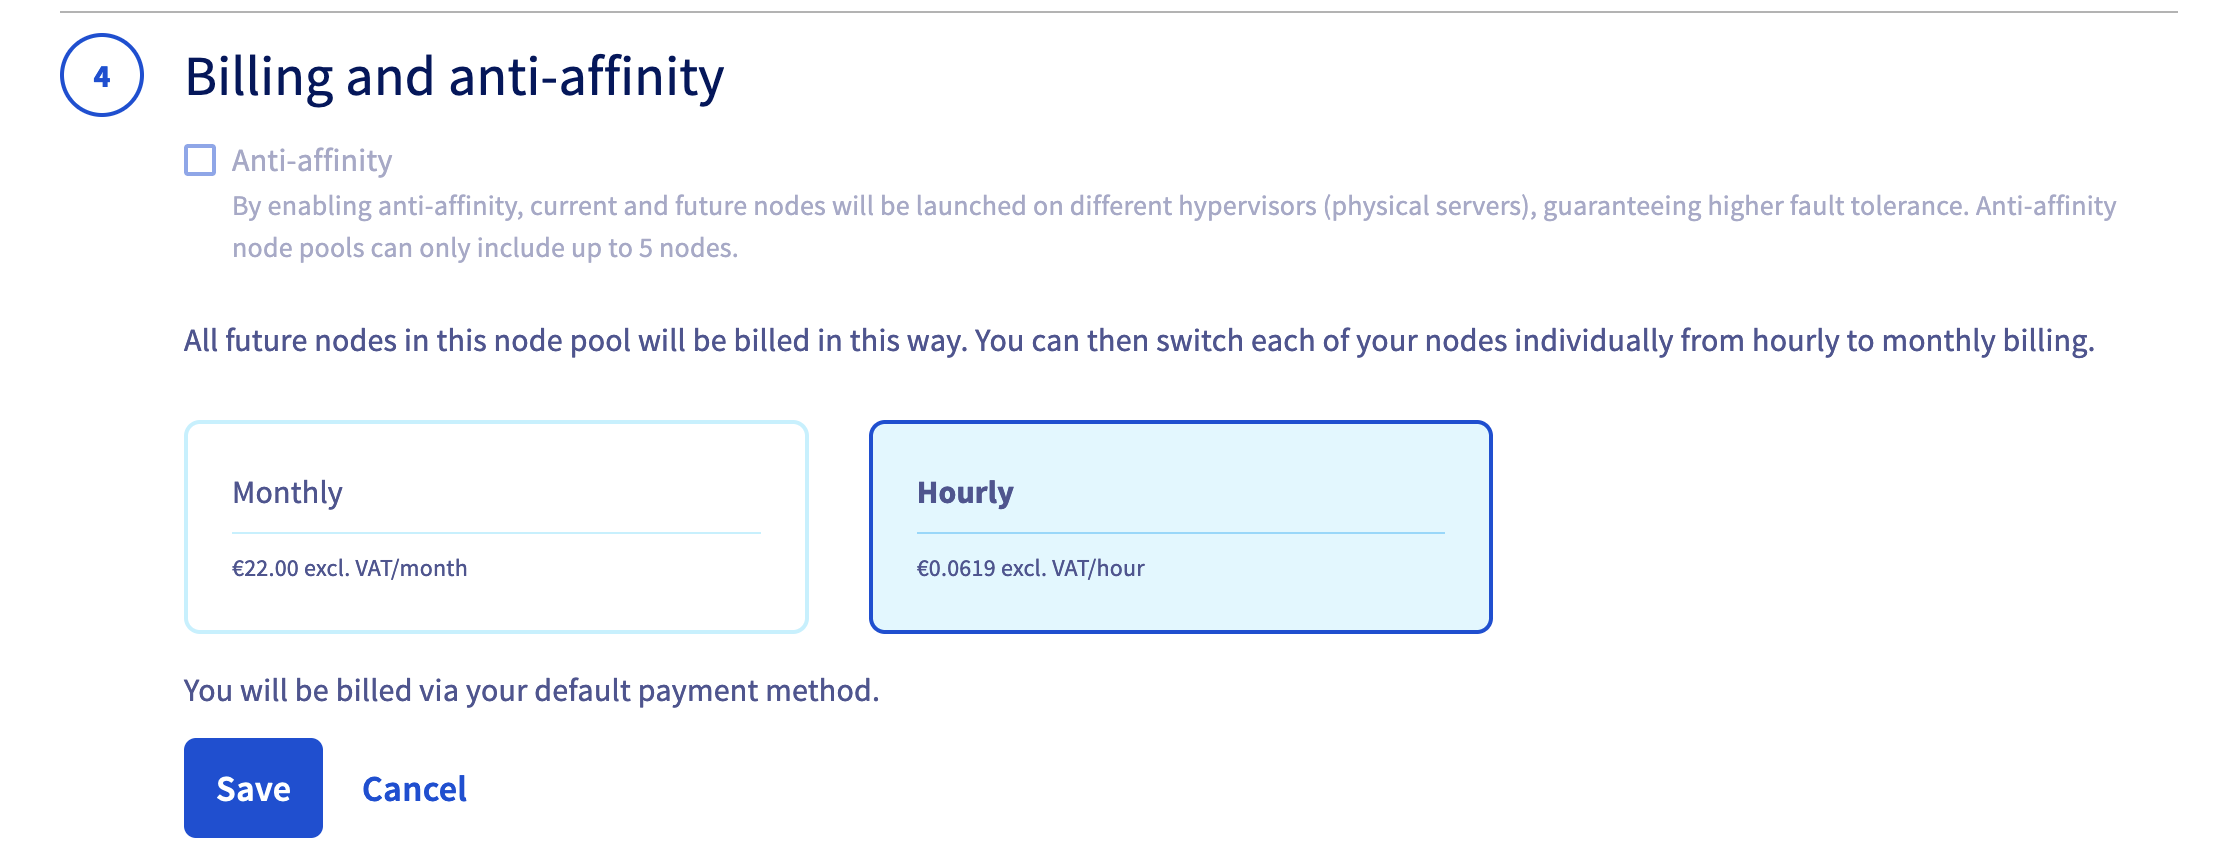 4
Billing and anti-affinity
Anti-affinity
By enabling anti-affinity, current and future nodes will be launched on different hypervisors (physical servers), guaranteeing higher fault tolerance. Anti-affinity
node pools can only include up to 5 nodes.
All future nodes in this node pool will be billed in this way. You can then switch each of your nodes individually from hourly to monthly billing.
Monthly
€22.00 excl. VAT/month
Hourly
€0.0619 excl. VAT/hour
You will be billed via your default payment method.
Save
Cancel